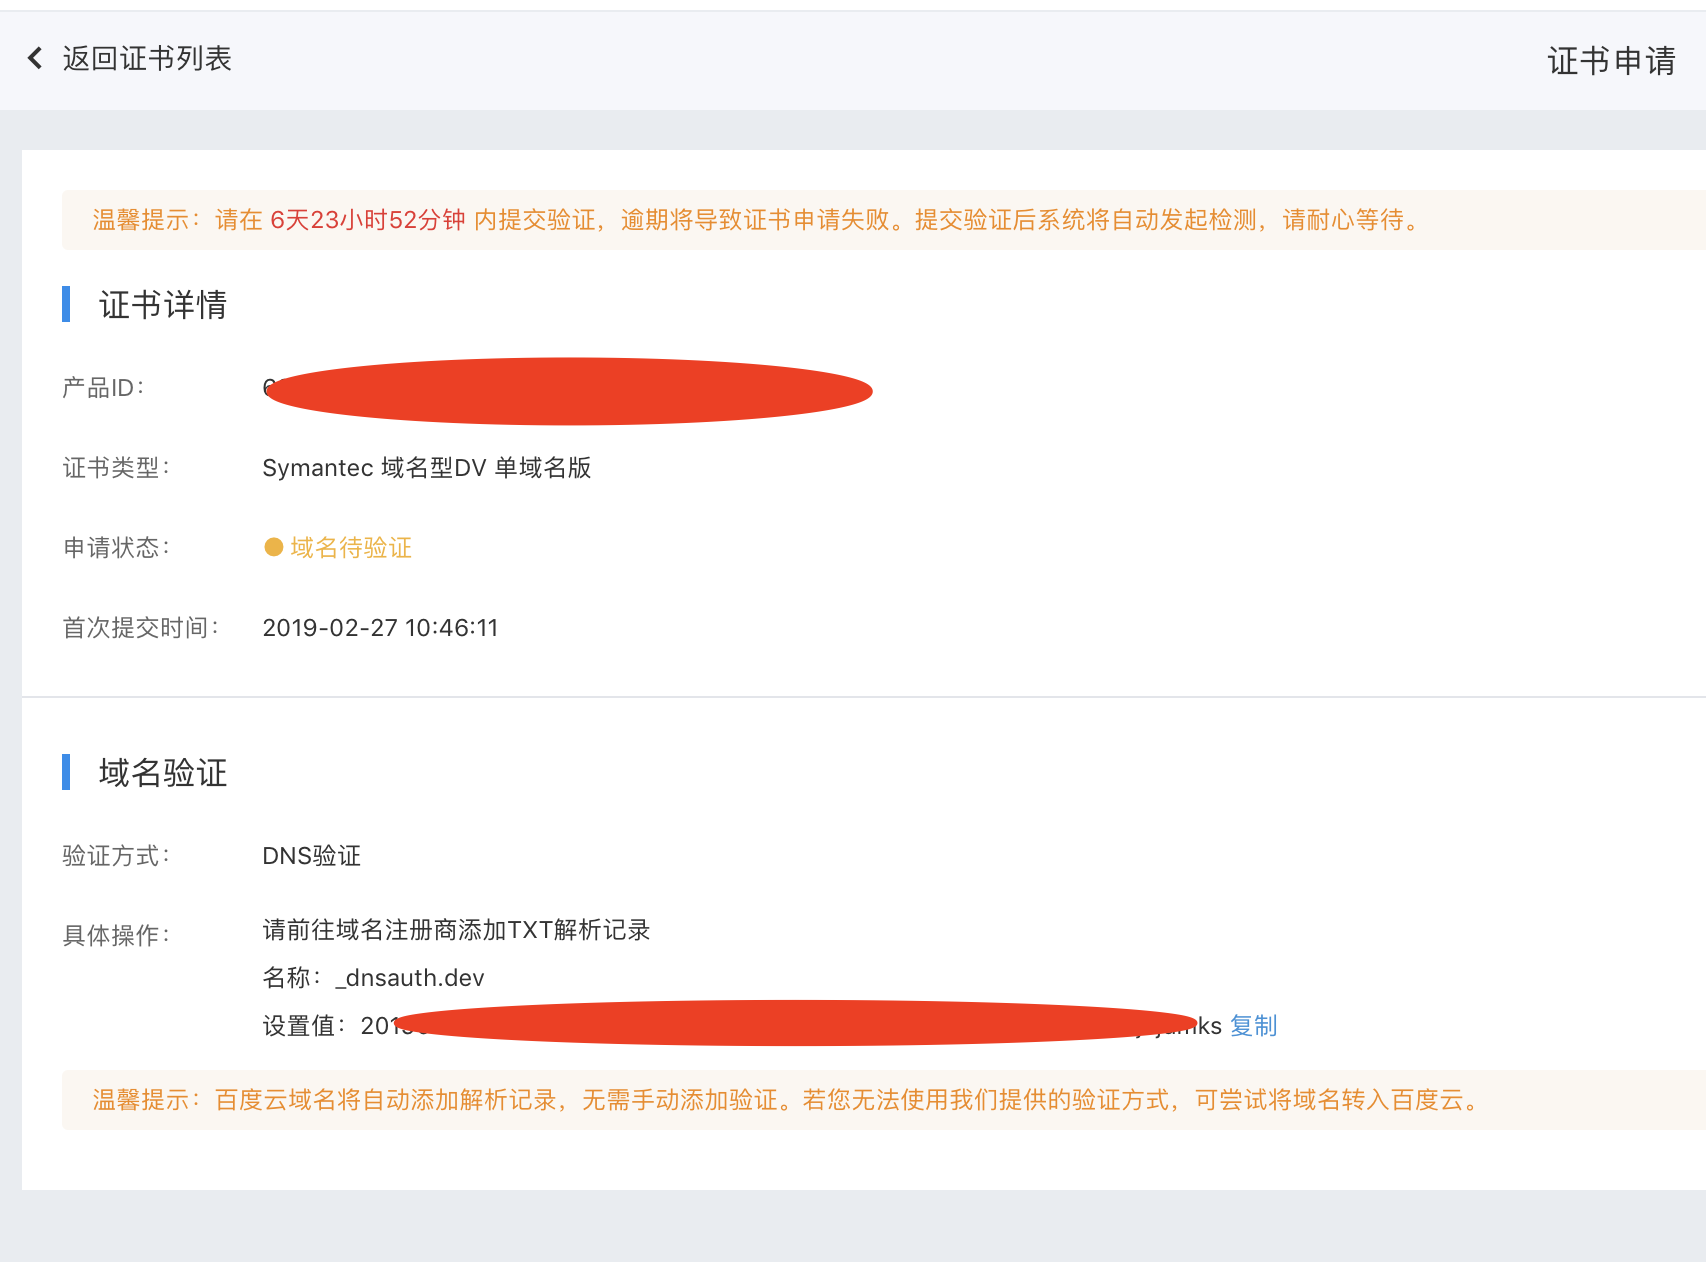 返回证书列表
证书申请
温馨提示：请在 6天23小时52分钟 内提交验证，逾期将导致证书申请失败。提交验证后系统将自动发起检测，请耐心等待。
证书详情
产品ID：
证书类型： Symantec 域名型DV 单域名版
申请状态： 域名待验证
首次提交时间： 2019-02-27 10:46:11
域名验证
验证方式： DNS验证
具体操作： 请前往域名注册商添加TXT解析记录
名称：_dnsauth.dev
设置值： 复制
温馨提示：百度云域名将自动添加解析记录，无需手动添加验证。若您无法使用我们提供的验证方式，可尝试将域名转入百度云。